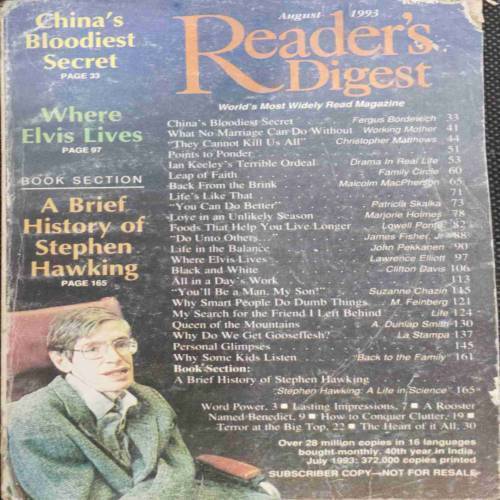 China's
Bloodiest
Secret
PAGE 33
Where
Elvis Lives
PAGE 97
BOOK SECTION
A Brief
History of
Stephen
Hawking
PAGE 165
August 1993
Reader's
Digest
World's Most Widely Read Magazine
China's Bloodiest Secret Fergus Bordewich 33
What No Marriage Can Do Without Working Mother 41
"They Cannot Kill Us All" Christopher Matthews 44
Points to Ponder 51
Ian Keeley's Terrible Ordeal Drama In Real Life 53
Leap of Faith Family Circle 60
Back From the Brink Malcolm MacPherson 65
Life's Like That 71
"You Can Do Better" Patricia Skalka 73
Love in an Unlikely Season Marjorie Holmes 78
Foods That Help You Live Longer Lowell Ponte 82
"Do Unto Others... James Fisher, Jr. 88
Life in the Balance John Pekkanen 90
Where Elvis Lives Lawrence Elliott 97
Black and White Clifton Davis 106
All in a Day's Work 113
"You'll Be a Man, My Son!" Suzanne Chazin 145
Why Smart People Do Dumb Things M. Feinberg 121
My Search for the Friend I Left Behind Life 124
Queen of the Mountains A. Dunlap Smith 130
Why Do We Get Gooseflesh? La Stampa 137
Personal Glimpses 145
Why Some Kids Listen "Back to the Family" 161
Book Section:
A Brief History of Stephen Hawking
"Stephen Hawking: A Life in Science" 165
Word Power, 3 ■ Lasting Impressions, 7 ■ A Rooster
Named Benedict, 9 ■ How to Conquer Clutter, 19 ■
Terror at the Big Top, 22 ■ The Heart of it All, 30
Over 28 million copies in 16 languages
bought monthly. 40th year in India.
July 1993: 372,000 copies printed
SUBSCRIBER COPY—NOT FOR RESALE